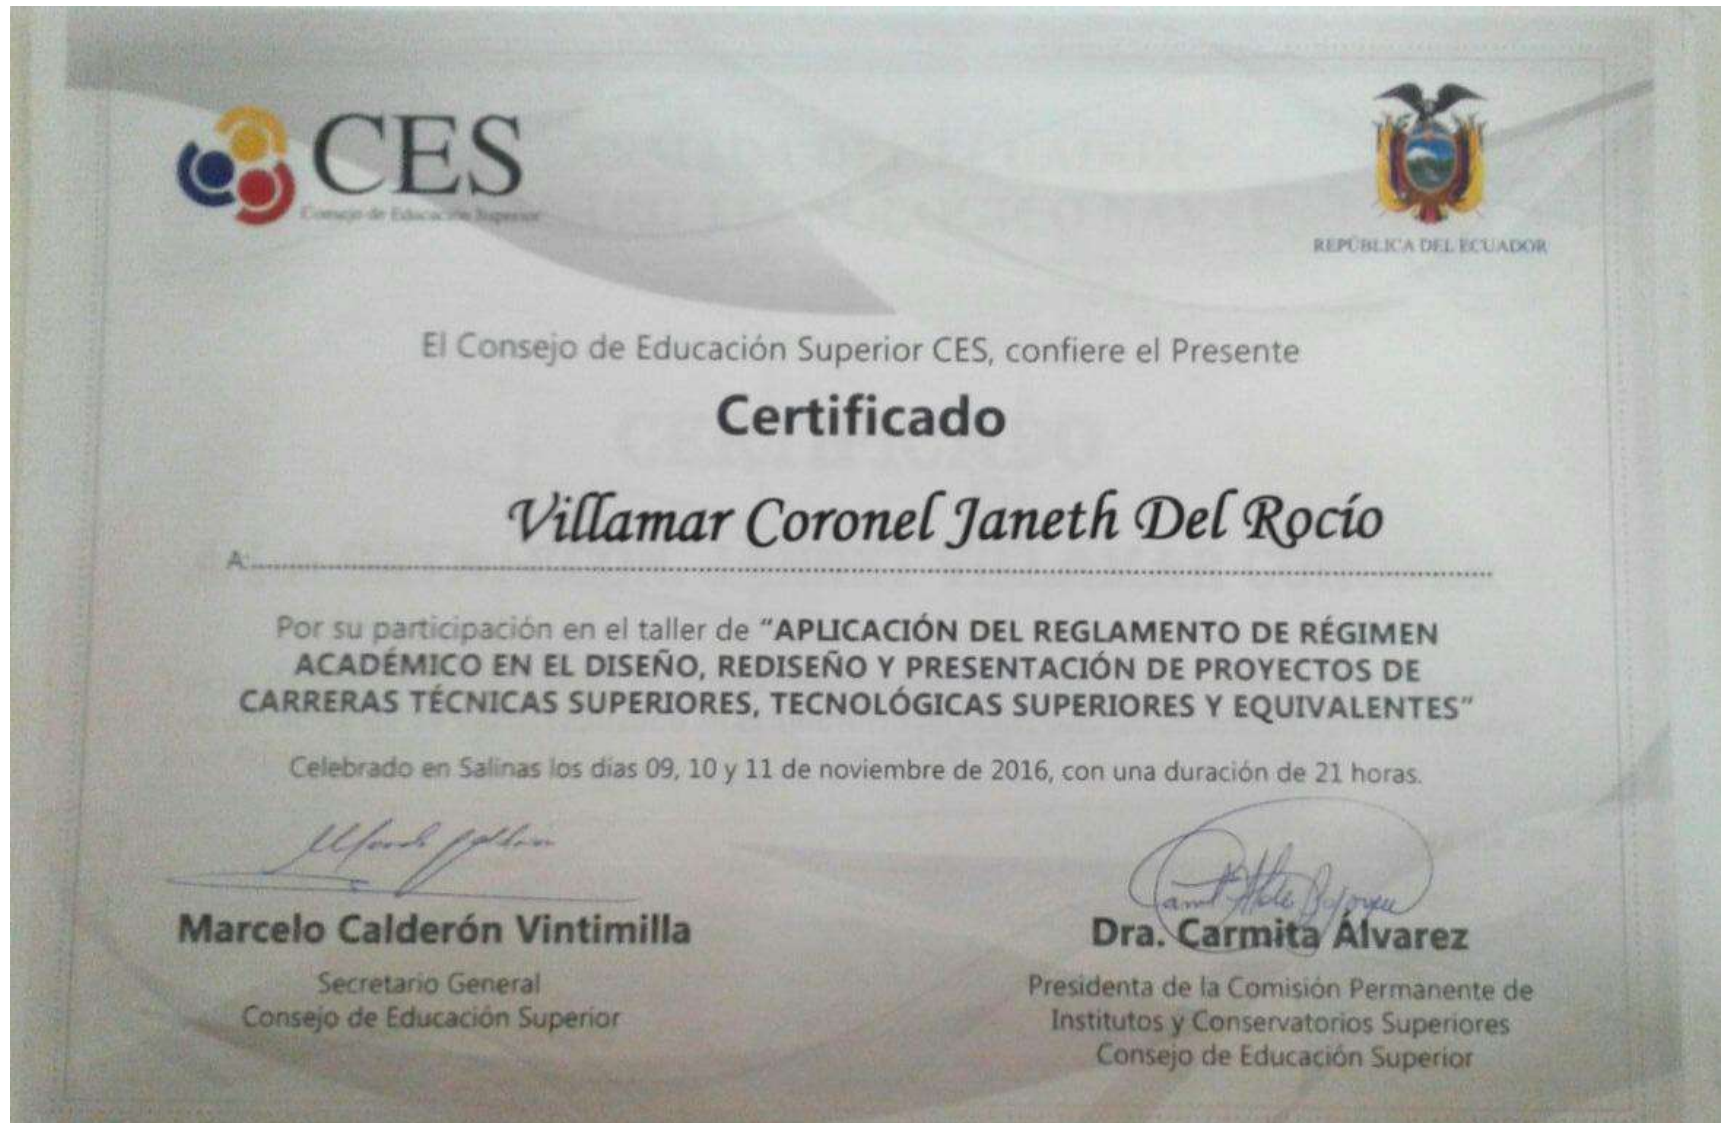 CES
Consejo de Educación Superior
REPÚBLICA DEL ECUADOR
El Consejo de Educación Superior CES, confiere el Presente
Certificado
Villamar Coronel Janeth Del Rocío
A:
Por su participación en el taller de “APLICACIÓN DEL REGLAMENTO DE RÉGIMEN
ACADÉMICO EN EL DISEÑO, REDISEÑO Y PRESENTACIÓN DE PROYECTOS DE
CARRERAS TÉCNICAS SUPERIORES, TECNOLÓGICAS SUPERIORES Y EQUIVALENTES”
Celebrado en Salinas los dias 09, 10 y 11 de noviembre de 2016, con una duración de 21 horas.
Marcelo Calderón Vintimilla
Secretario General
Consejo de Educación Superior
Dra. Carmita Álvarez
Presidenta de la Comisión Permanente de
Institutos y Conservatorios Superiores
Consejo de Educación Superior